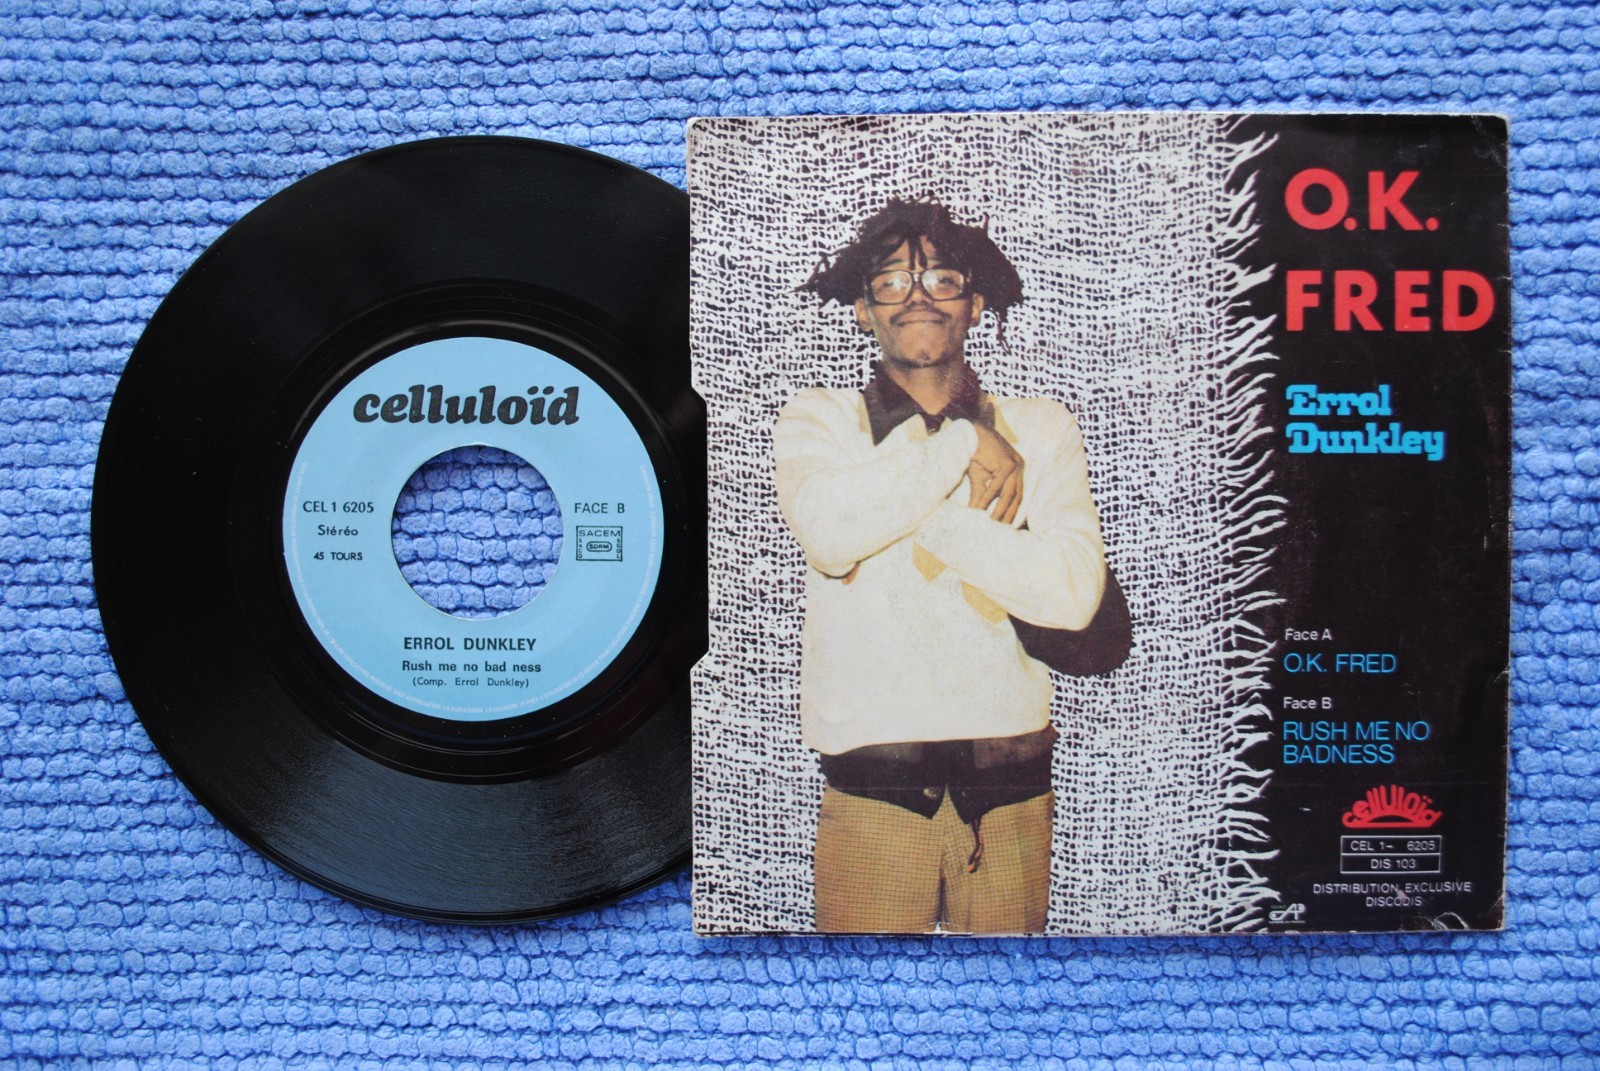 celluloïd
CEL 1 6205
Stéréo
45 TOURS
FACE B
SACEM
SDRM
ERROL DUNKLEY
Rush me no bad ness
(Comp. Errol Dunkley)
O.K.
FRED
Errol
Dunkley
Face A
O.K. FRED
Face B
RUSH ME NO
BADNESS
celluloïd
CEL 1- 6205
DIS 103
DISTRIBUTION EXCLUSIVE
DISCODIS